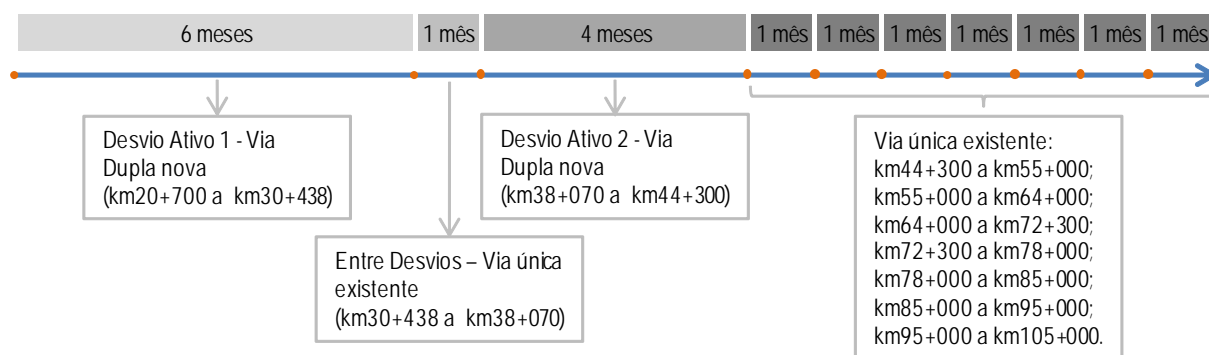 6 meses
1 mês
4 meses
1 mês
1 mês
1 mês
1 mês
1 mês
1 mês
1 mês
Desvio Ativo 1 - Via
Dupla nova
(km20+700 a km30+438)
Entre Desvios – Via única
existente
(km30+438 a km38+070)
Desvio Ativo 2 - Via
Dupla nova
(km38+070 a km44+300)
Via única existente:
km44+300 a km55+000;
km55+000 a km64+000;
km64+000 a km72+300;
km72+300 a km78+000;
km78+000 a km85+000;
km85+000 a km95+000;
km95+000 a km105+000.